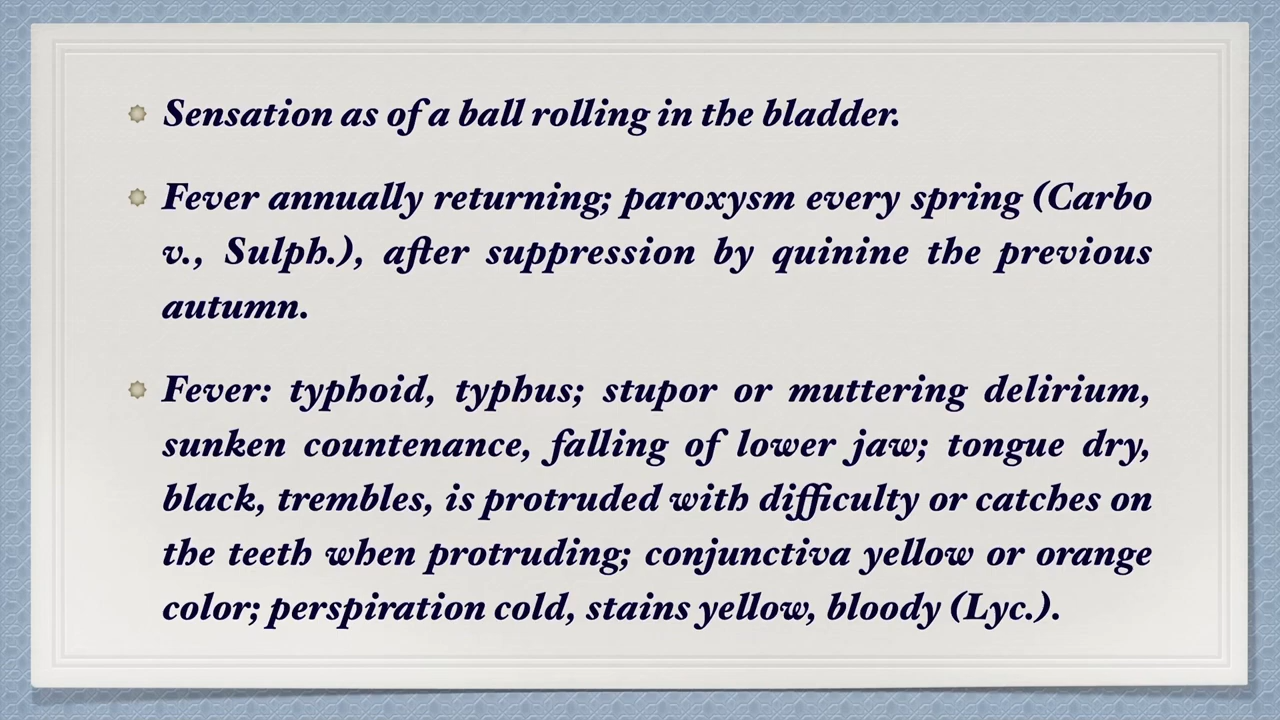 Sensation as of a ball rolling in the bladder.
Fever annually returning; paroxysm every spring (Carbo
v., Sulph.), after suppression by quinine the previous
autumn.
Fever: typhoid, typhus; stupor or muttering delirium,
sunken countenance, falling of lower jaw; tongue dry,
black, trembles, is protruded with difficulty or catches on
the teeth when protruding; conjunctiva yellow or orange
color; perspiration cold, stains yellow, bloody (Lyc.).